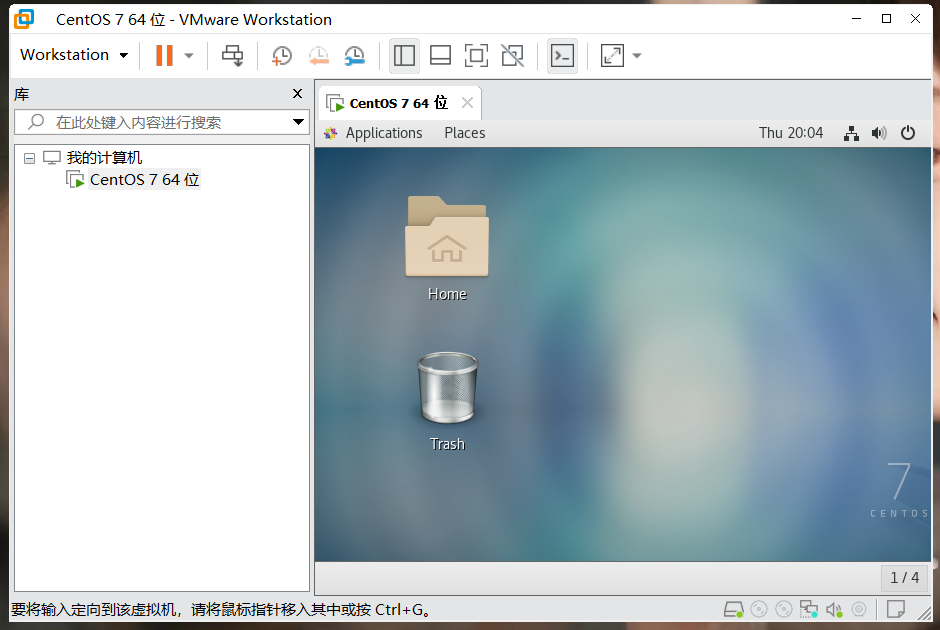 CentOS 7 64 位 - VMware Workstation
Workstation
库
在此处键入内容进行搜索
我的计算机
CentOS 7 64 位
CentOS 7 64 位
Applications Places Thu 20:04
Home
Trash
7
CENTOS
1 / 4
要将输入定向到该虚拟机，请将鼠标指针移入其中或按 Ctrl+G。